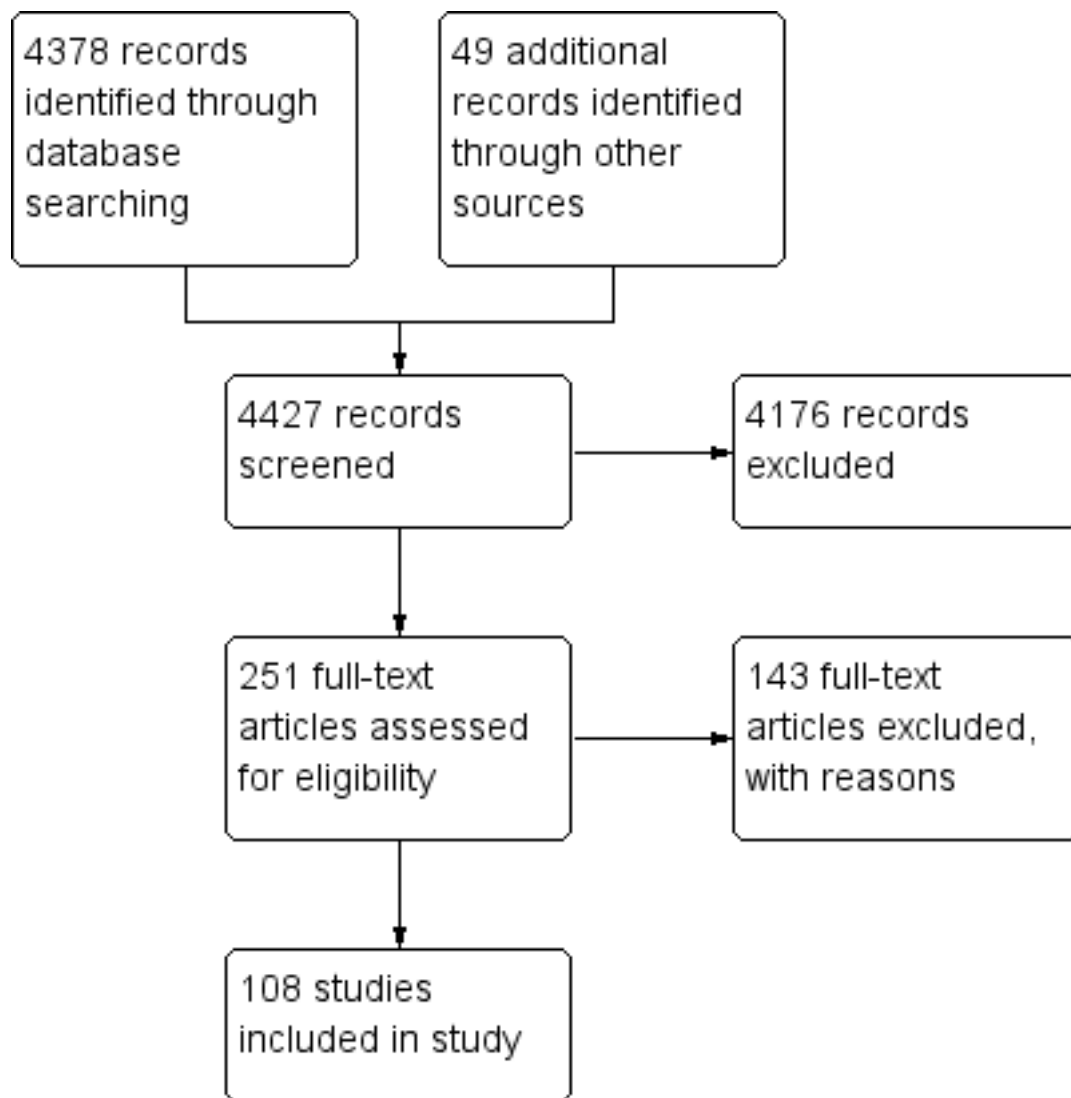 4378 records
identified through
database
searching
49 additional
records identified
through other
sources
4427 records
screened
4176 records
excluded
251 full-text
articles assessed
for eligibility
143 full-text
articles excluded,
with reasons
108 studies
included in study